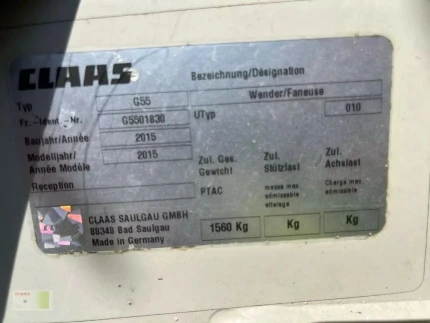 CLAAS
Bezeichnung/Désignation
Wender/Faneuse
Typ G55
UTyp 010
Fz.-Ident.-Nr. G5501830
Baujahr/Année 2015
Modelljahr/ Année Modèle 2015
Reception
Zul. Ges. Gewicht
PTAC
1560 Kg
Zul. Stützlast
masse max admissible attelage
Kg
Zul. Achslast
Charge max admissible
Kg
CLAAS SAULGAU GMBH
88348 Bad Saulgau
Made in Germany